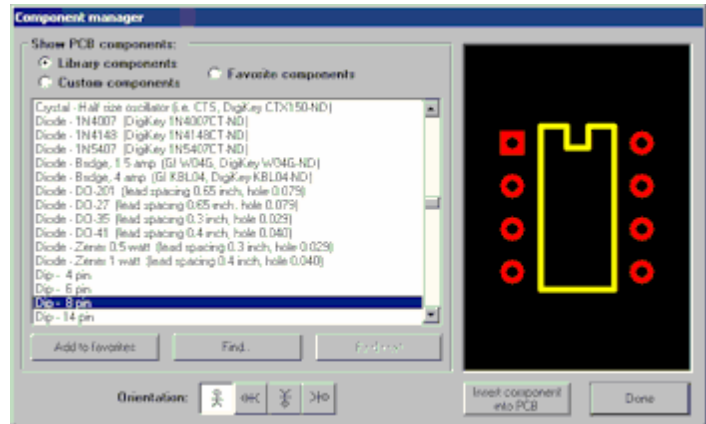 Component manager
Show PCB components:
Library components
Favorite components
Custom components
Crystal - Half size oscillator (i.e. CTS, DigiKey CTX150-ND)
Diode - 1N4007 (DigiKey 1N4007CT-ND)
Diode - 1N4148 (DigiKey 1N4148CT-ND)
Diode - 1N5407 (DigiKey 1N5407CT-ND)
Diode - Bridge, 1.5 amp (GI W04G, DigiKey W04G-ND)
Diode - Bridge, 4 amp (GI KBL04, DigiKey KBL04-ND)
Diode - DO-201 (lead spacing 0.65 inch, hole 0.079)
Diode - DO-27 (lead spacing 0.65 inch, hole 0.079)
Diode - DO-35 (lead spacing 0.3 inch, hole 0.029)
Diode - DO-41 (lead spacing 0.4 inch, hole 0.040)
Diode - Zener 0.5 watt (lead spacing 0.3 inch, hole 0.029)
Diode - Zener 1 watt (lead spacing 0.4 inch, hole 0.040)
Dip - 4 pin
Dip - 6 pin
Dip - 8 pin
Dip - 14 pin
Add to favorites
Find..
Find next
Orientation:
Insert component
into PCB
Done